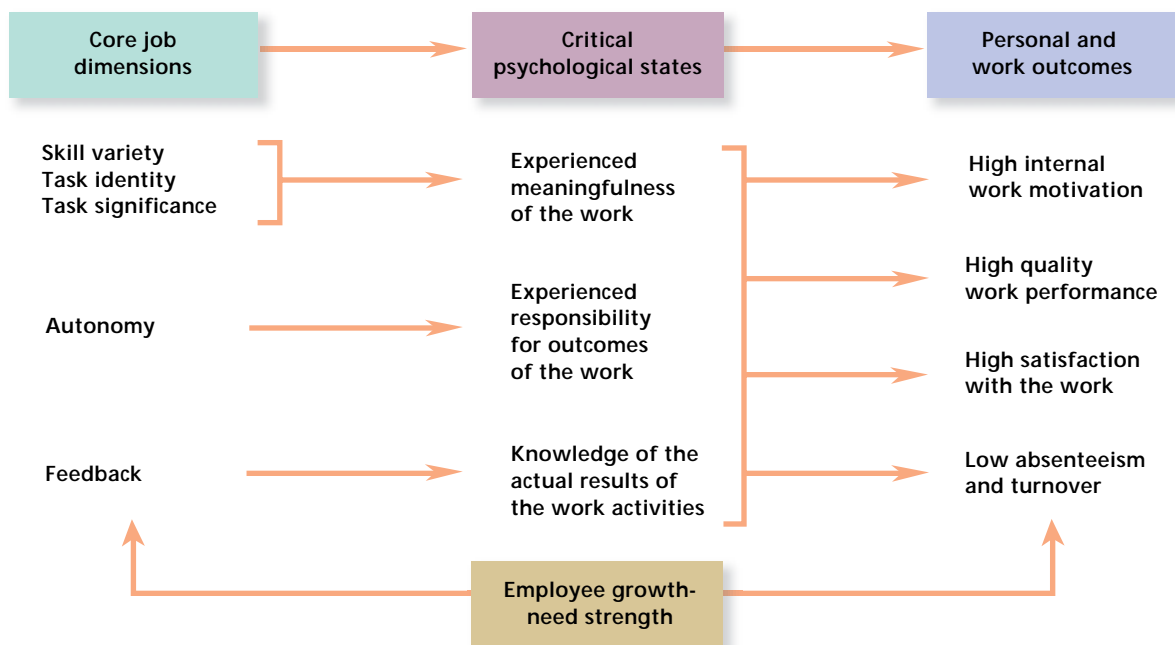 Core job
dimensions
Critical
psychological states
Personal and
work outcomes
Skill variety
Task identity
Task significance
Experienced
meaningfulness
of the work
High internal
work motivation
High quality
work performance
Autonomy
Experienced
responsibility
for outcomes
of the work
High satisfaction
with the work
Feedback
Knowledge of the
actual results of
the work activities
Low absenteeism
and turnover
Employee growth-
need strength